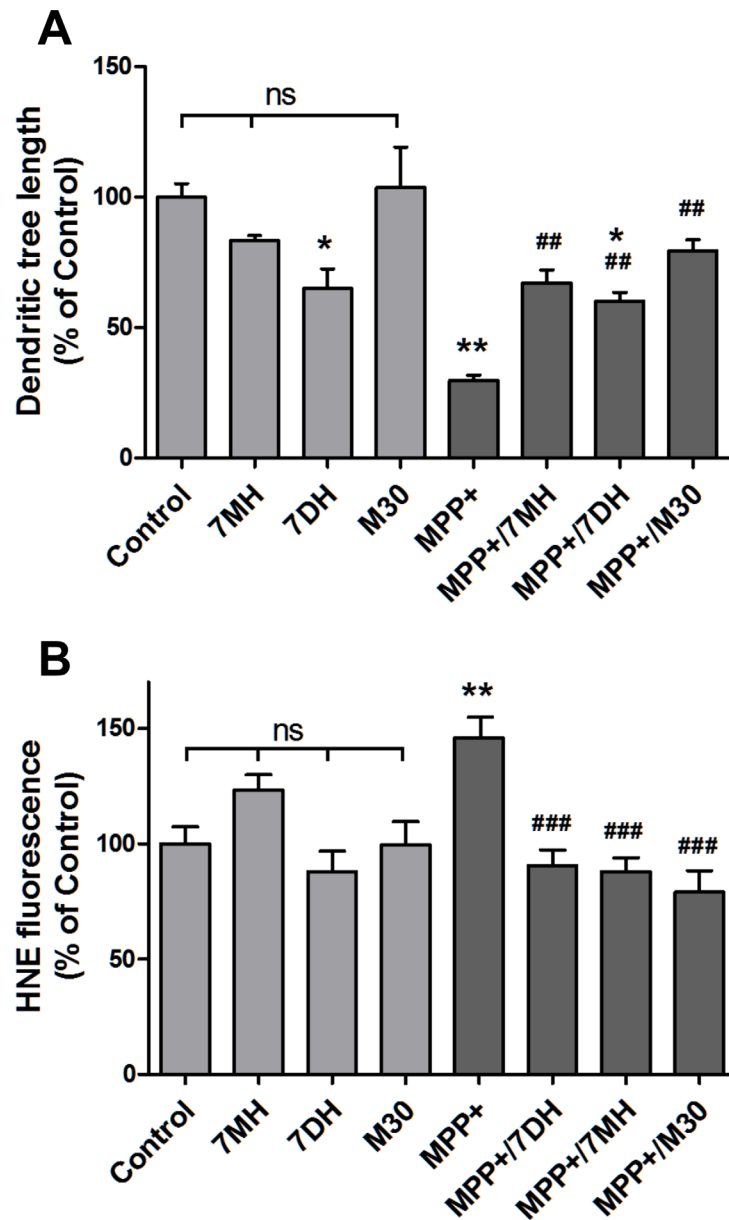 A
Dendritic tree length
(% of Control)
150
100
50
0
ns
*
**
##
*
##
##
Control
7MH
7DH
M30
MPP+
MPP+/7MH
MPP+/7DH
MPP+/M30
B
HNE fluorescence
(% of Control)
150
100
50
0
ns
**
###
###
###
Control
7MH
7DH
M30
MPP+
MPP+/7DH
MPP+/7MH
MPP+/M30